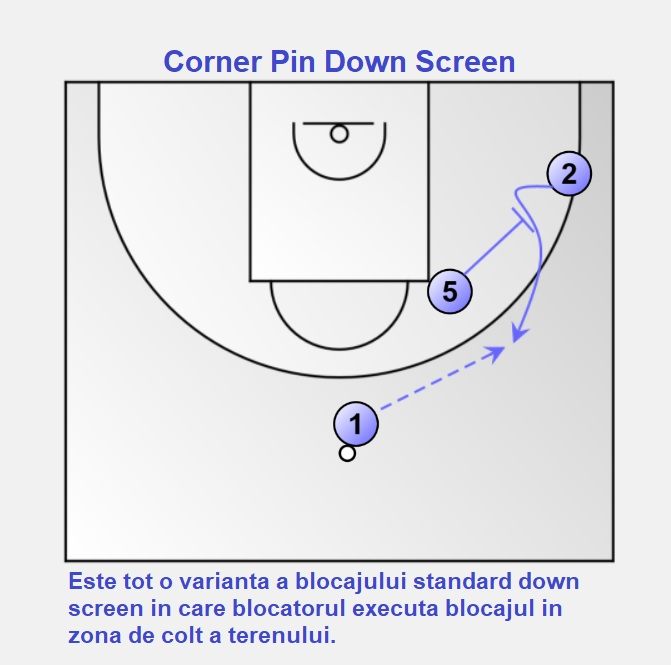 Corner Pin Down Screen
2
5
1
Este tot o varianta a blocajului standard down
screen in care blocatorul executa blocajul in
zona de colt a terenului.